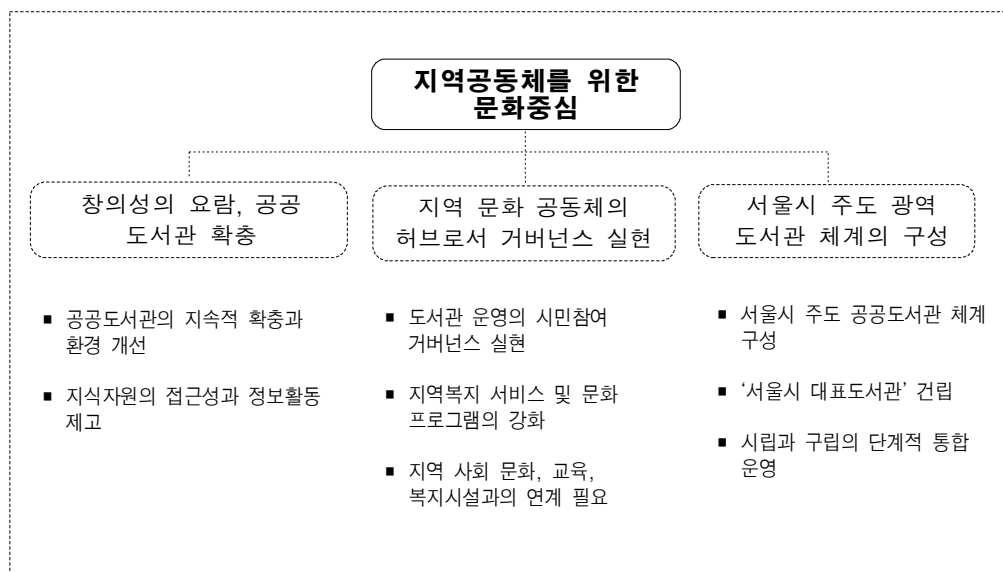 지역공동체를 위한
문화중심
창의성의 요람, 공공
도서관 확충
■ 공공도서관의 지속적 확충과
환경 개선
■ 지식자원의 접근성과 정보활동
제고
지역 문화 공동체의
허브로서 거버넌스 실현
■ 도서관 운영의 시민참여
거버넌스 실현
■ 지역복지 서비스 및 문화
프로그램의 강화
■ 지역 사회 문화, 교육,
복지시설과의 연계 필요
서울시 주도 광역
도서관 체계의 구성
■ 서울시 주도 공공도서관 체계
구성
■ ‘서울시 대표도서관’ 건립
■ 시립과 구립의 단계적 통합
운영